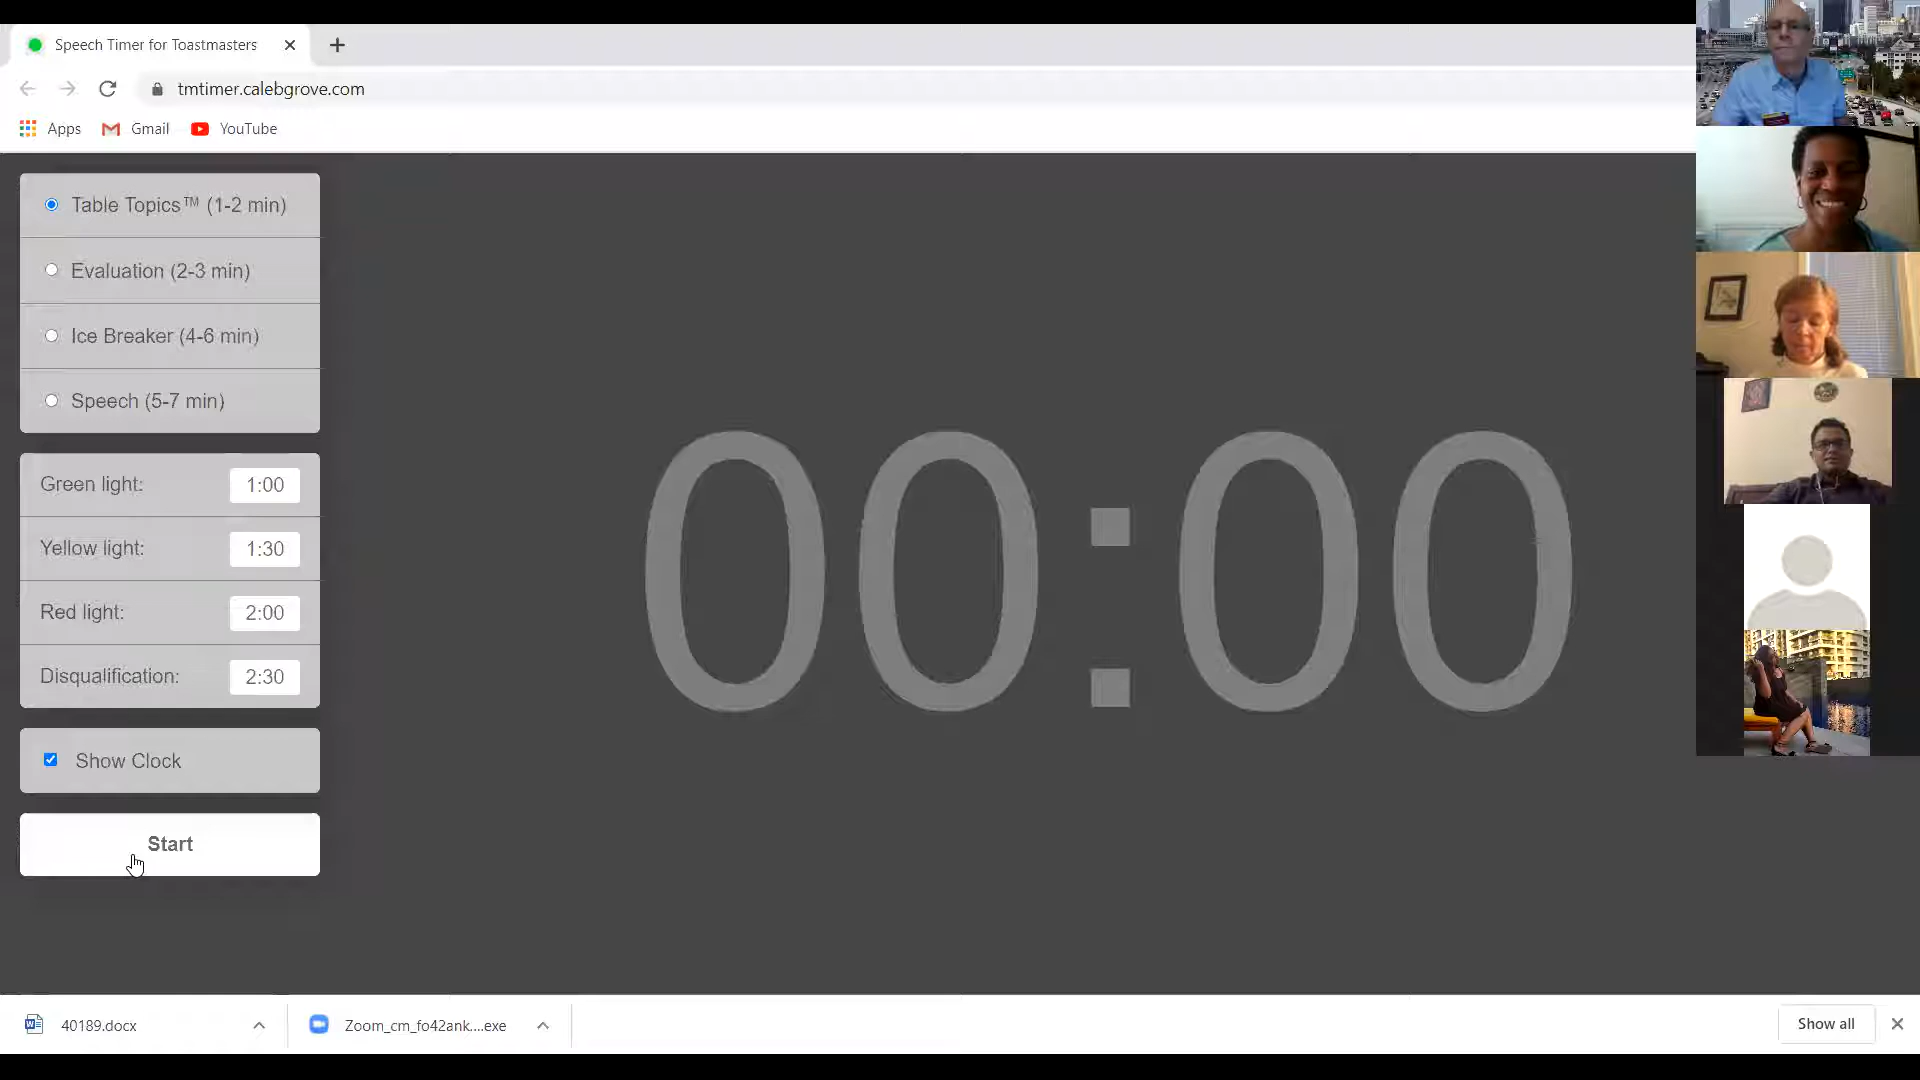 Speech Timer for Toastmasters
tmtimer.calebgrove.com
Apps
Gmail
YouTube
Table Topics™ (1-2 min)
Evaluation (2-3 min)
Ice Breaker (4-6 min)
Speech (5-7 min)
Green light: 1:00
Yellow light: 1:30
Red light: 2:00
Disqualification: 2:30
Show Clock
Start
00:00
40189.docx
Zoom_cm_fo42ank....exe
Show all